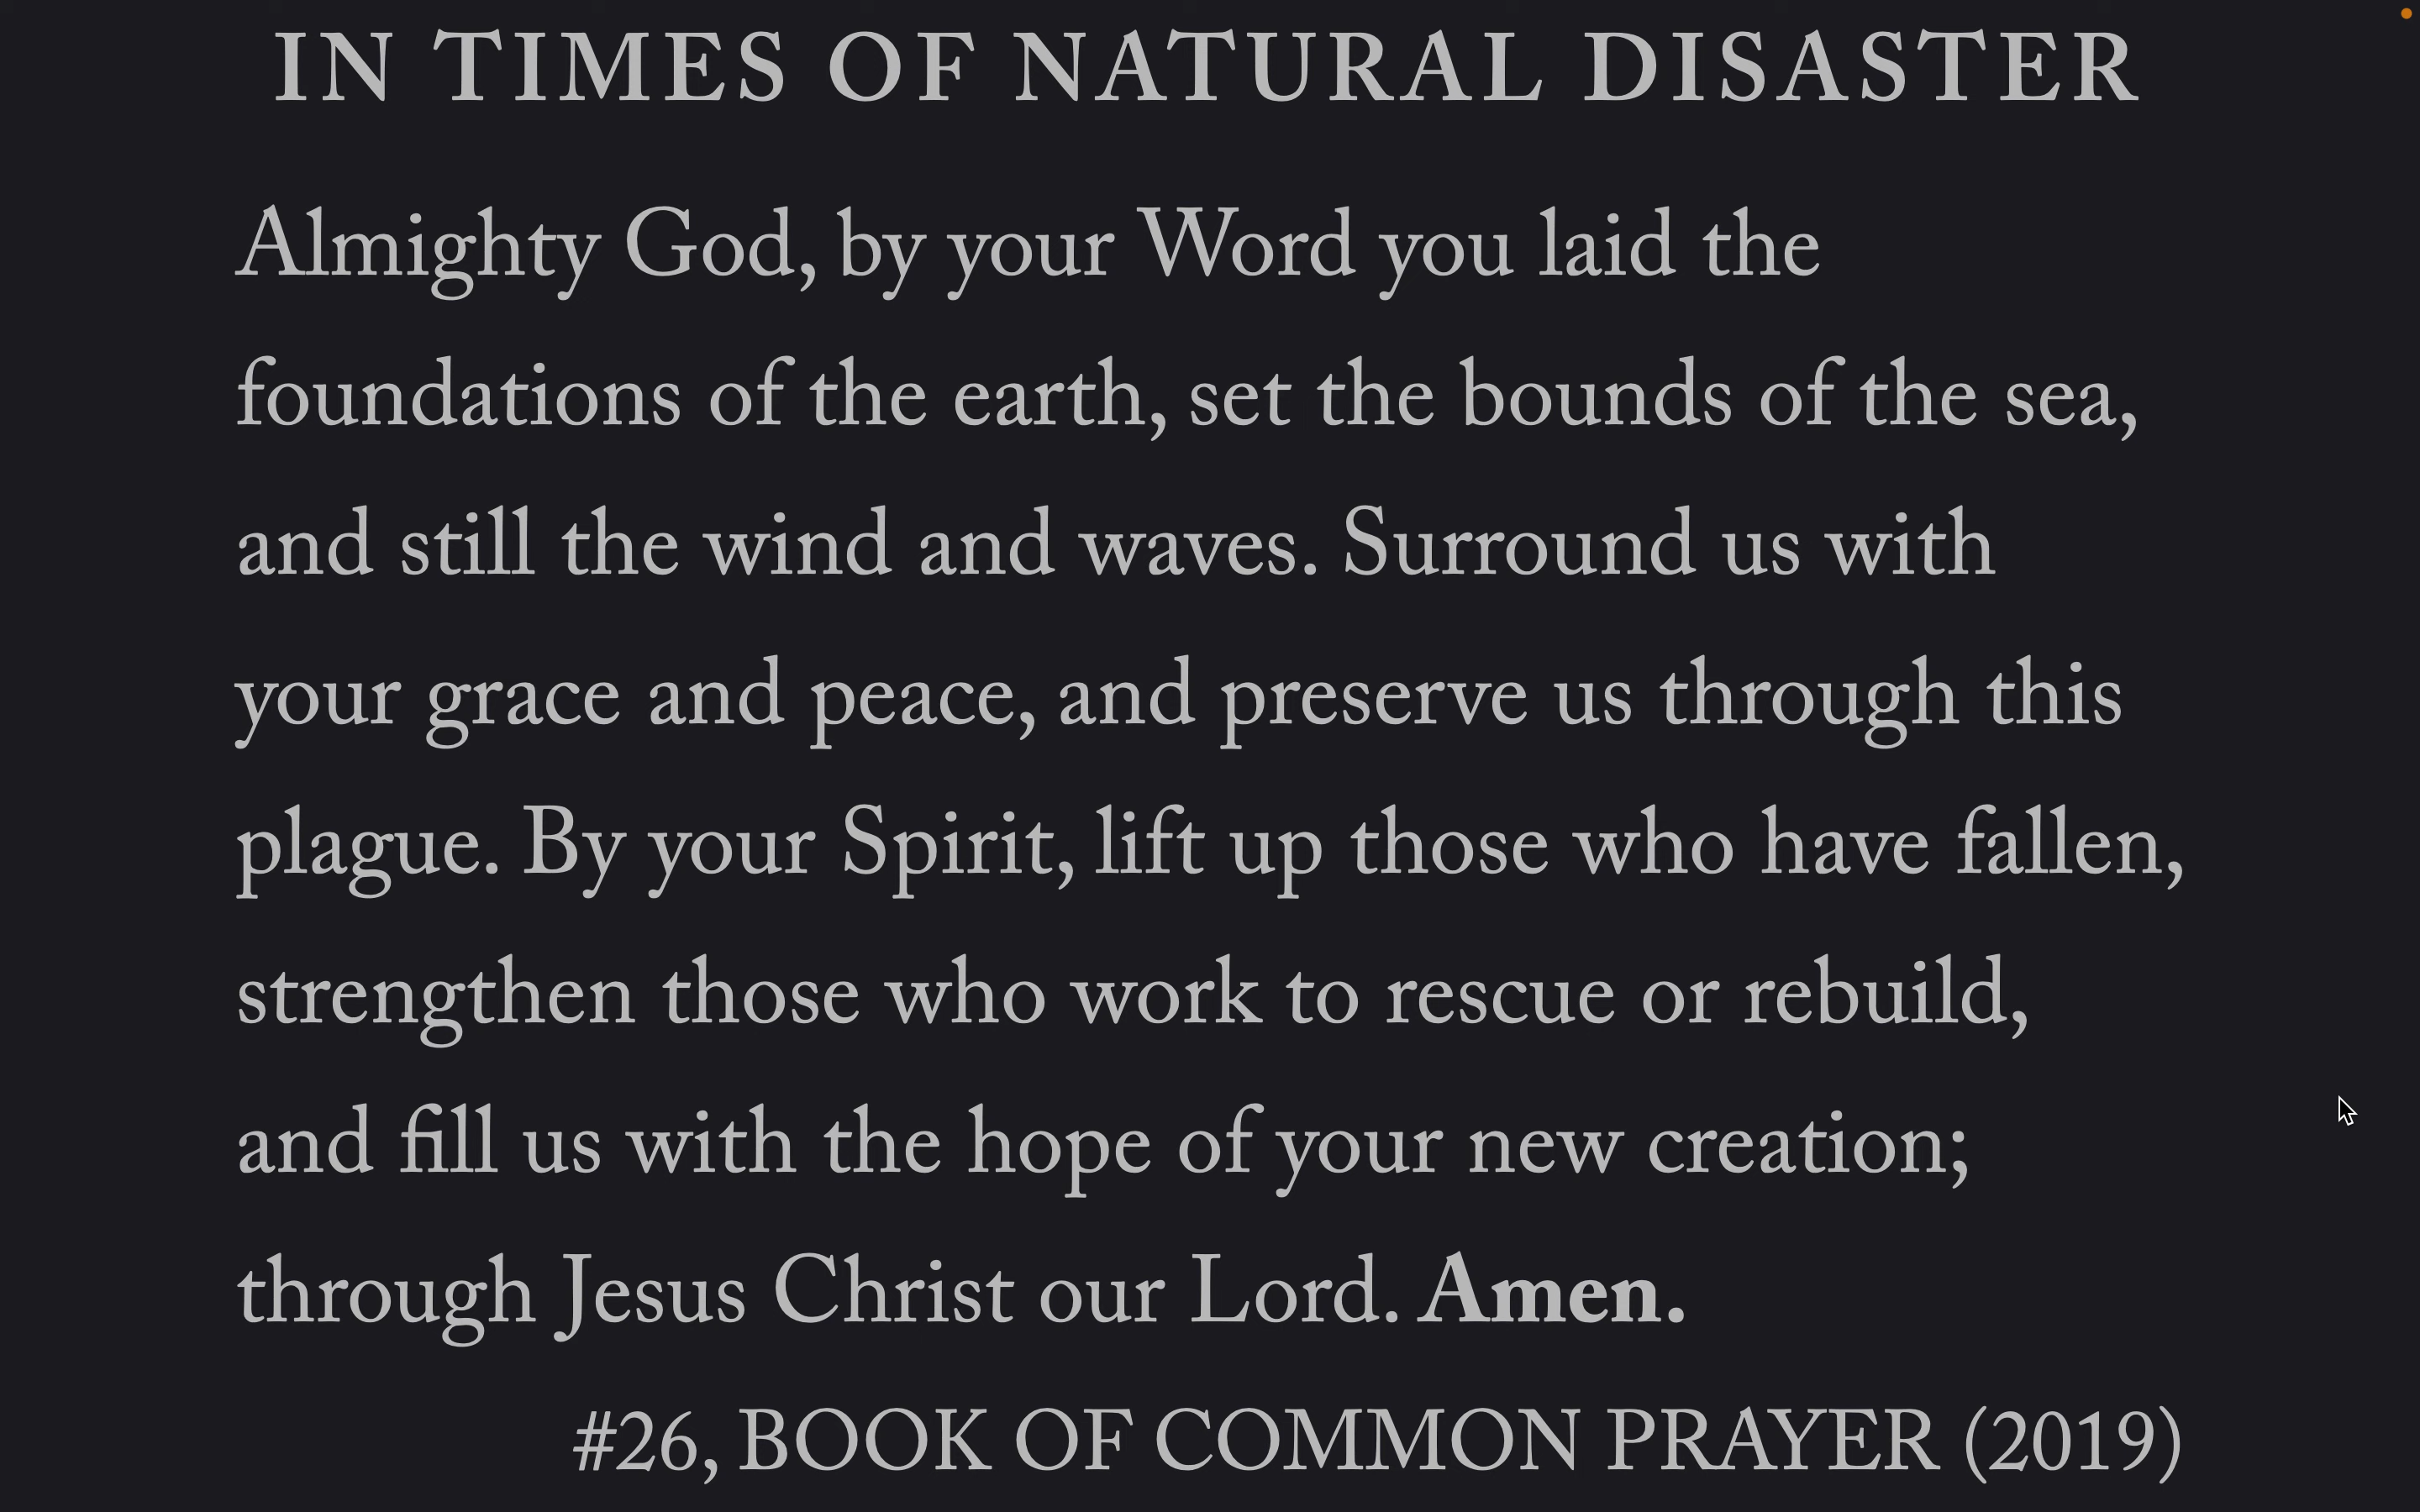 IN TIMES OF NATURAL DISASTER
Almighty God, by your Word you laid the
foundations of the earth, set the bounds of the sea,
and still the wind and waves. Surround us with
your grace and peace, and preserve us through this
plague. By your Spirit, lift up those who have fallen,
strengthen those who work to rescue or rebuild,
and fill us with the hope of your new creation;
through Jesus Christ our Lord. Amen.
#26, BOOK OF COMMON PRAYER (2019)